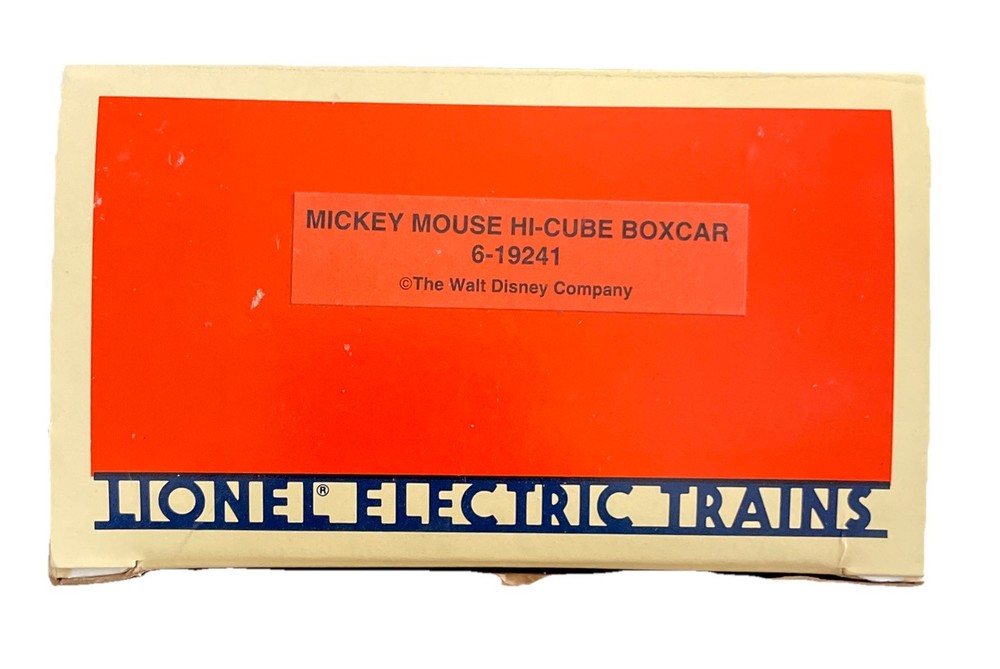 MICKEY MOUSE HI-CUBE BOXCAR
6-19241
©The Walt Disney Company
LIONEL® ELECTRIC TRAINS